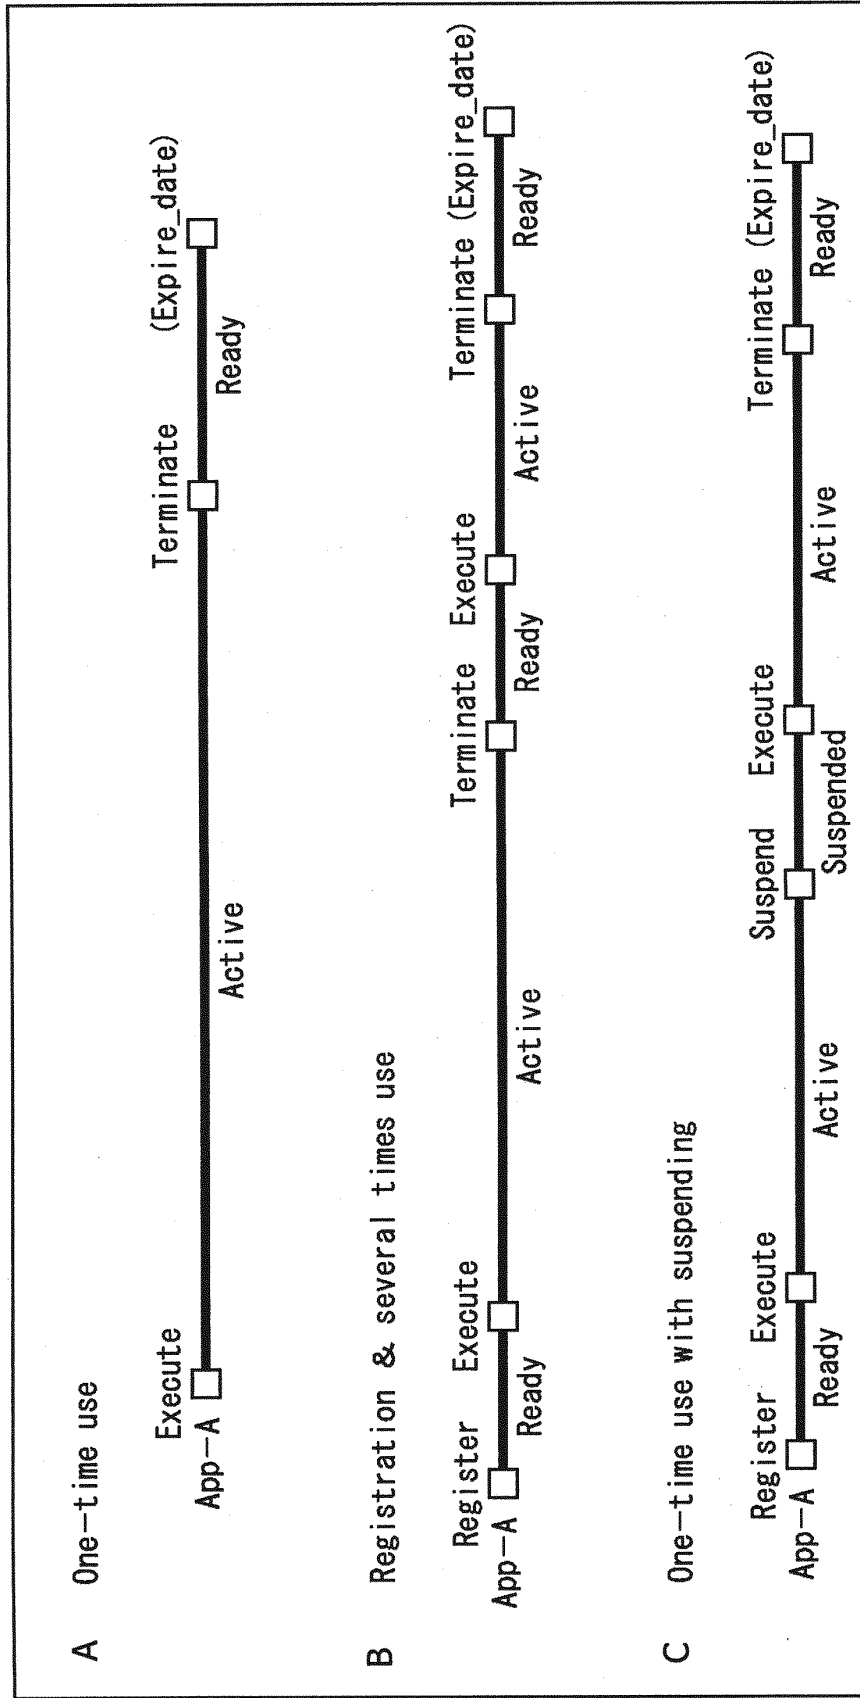 A One-time use
Execute Terminate (Expire_date)
App-A
Active Ready
B Registration & several times use
Register Execute Terminate Execute Terminate (Expire_date)
App-A
Ready Active Ready Active Ready
C One-time use with suspending
Register Execute Suspend Execute Terminate (Expire_date)
App-A
Ready Active Suspended Active Ready